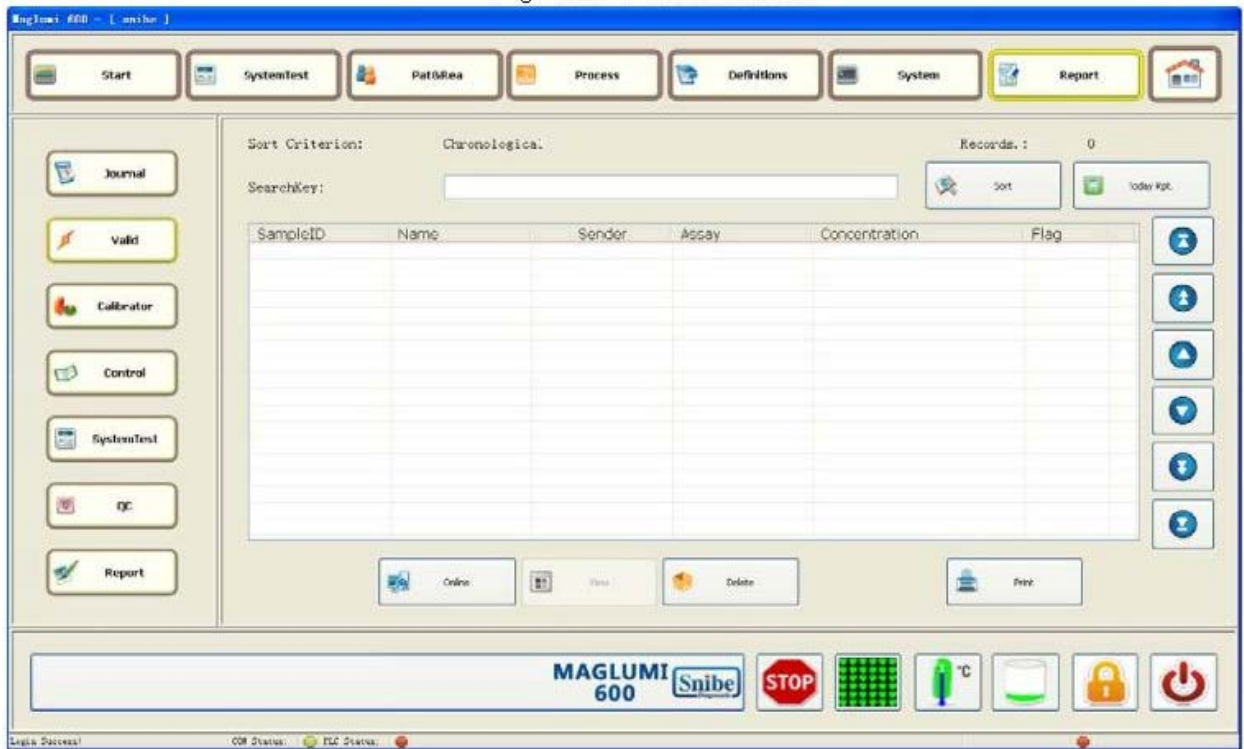 Maglumi 600 - [ snibe ]
Start SystemTest Pat&Rea Process Definitions System Report
Sort Criterion: Chronological Records.: 0
Journal
SearchKey: Sort Today Rpt.
Valid
SampleID Name Sender Assay Concentration Flag
Calibrator
Control
SystemTest
QC
Report
Online View Delete Print
MAGLUMI 600 Snibe STOP °C
Login Success! COM Status: PLC Status: